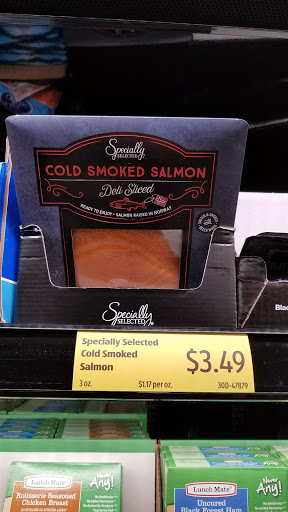 Specially
SELECTED
COLD SMOKED SALMON
Deli Sliced
READY TO ENJOY • SALMON RAISED IN NORWAY
Specially
SELECTED
Specially Selected
Cold Smoked
Salmon
$3.49
3 oz.
$1.17 per oz.
300-47879
Blac
Lunch Mate
Never
Any!
Rotisserie Seasoned
Chicken Breast
Lunch Mate
Never
Any!
Uncured
Black Forest Ham